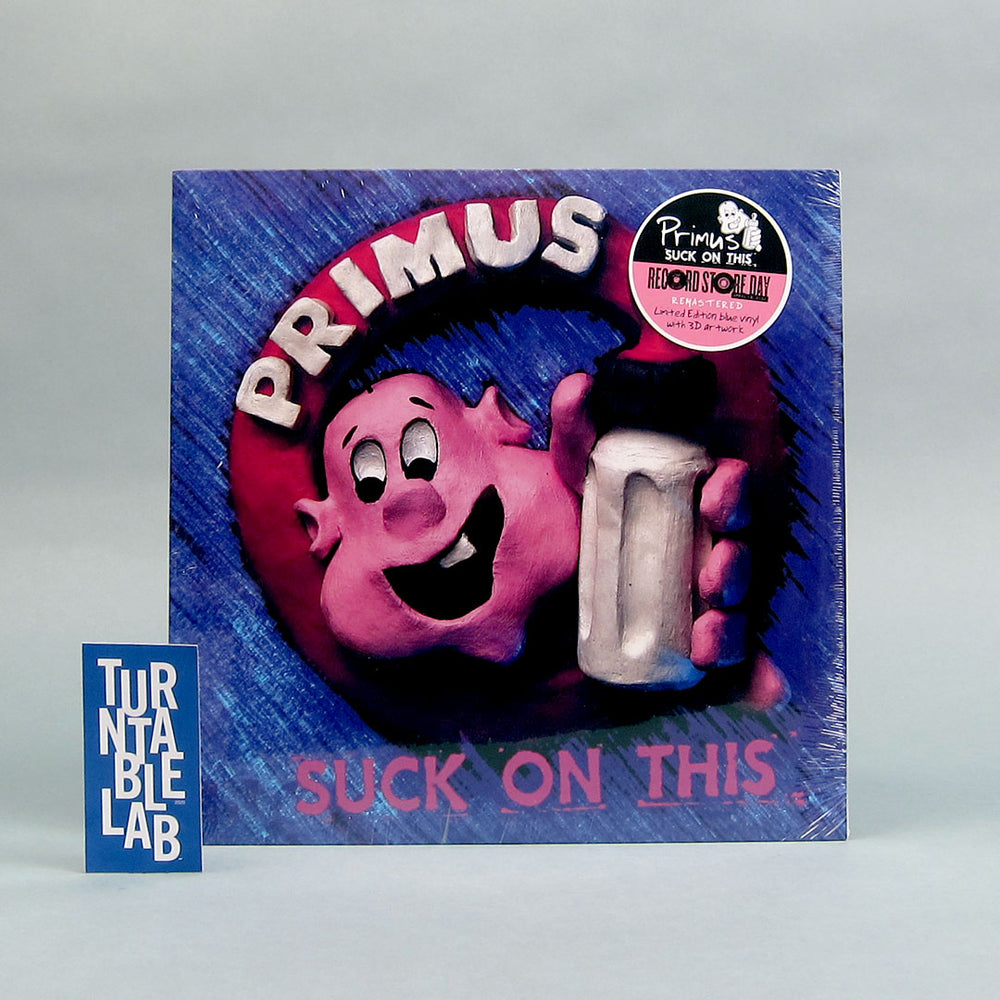 PRIMUS
Primus
SUCK ON THIS
RECORD STORE DAY
REMASTERED
Limited Edition blue vinyl
with 3D artwork
SUCK ON THIS
TUR
NTA
BLE
LAB